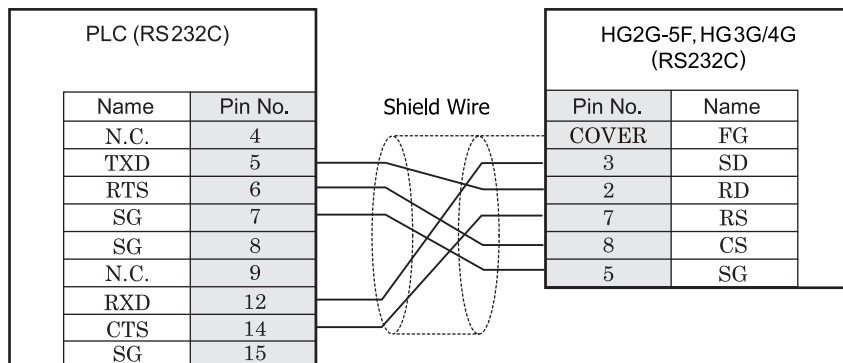 PLC (RS232C)
HG2G-5F, HG3G/4G
(RS232C)
Name Pin No.
Shield Wire
Pin No. Name
N.C. 4
COVER FG
TXD 5
3 SD
RTS 6
2 RD
SG 7
7 RS
SG 8
8 CS
N.C. 9
5 SG
RXD 12
CTS 14
SG 15